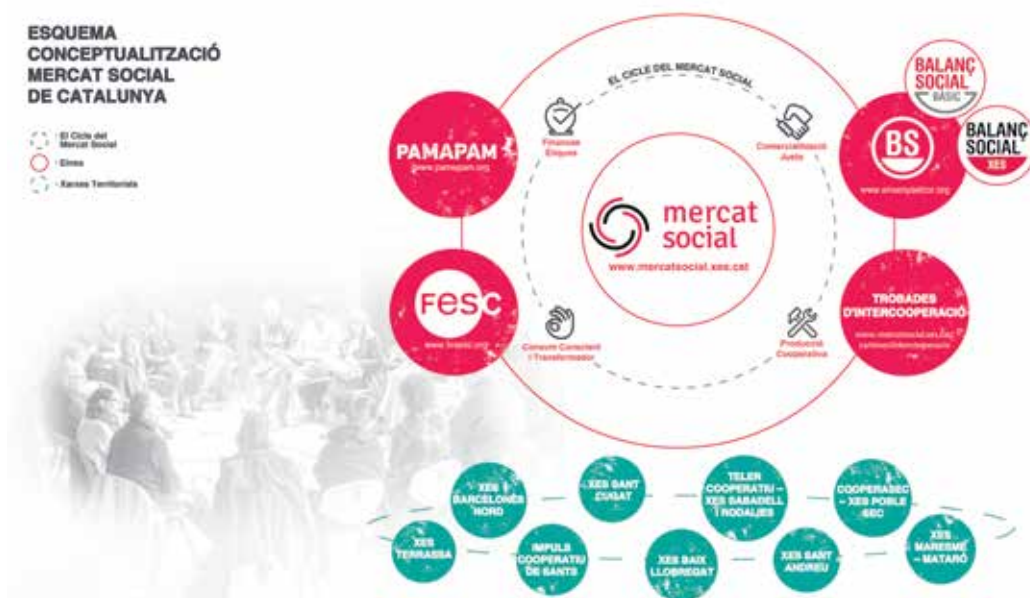 ESQUEMA
CONCEPTUALITZACIÓ
MERCAT SOCIAL
DE CATALUNYA
· El Cicle del
Mercat Social
· Eines
· Xarxes Territorials
EL CICLE DEL MERCAT SOCIAL
PAMAPAM
www.pamapam.org
Finances
Ètiques
Comercialització
Justa
BALANÇ
SOCIAL
BÀSIC
BS
BALANÇ
SOCIAL
XES
mercat
social
www.mercatsocial.xes.cat
FESC
Consum Conscient
i Transformador
Producció
Cooperativa
TROBADES
D'INTERCOOPERACIÓ
XES
BARCELONÈS
NORD
XES SANT
CUGAT
TELER
COOPERATIU –
XES SABADELL
I RODALIES
COOPERASEC
– XES POBLE
SEC
XES
TERRASSA
IMPULS
COOPERATIU
DE SANTS
XES BAIX
LLOBREGAT
XES SANT
ANDREU
XES
MARESME
– MATARÓ